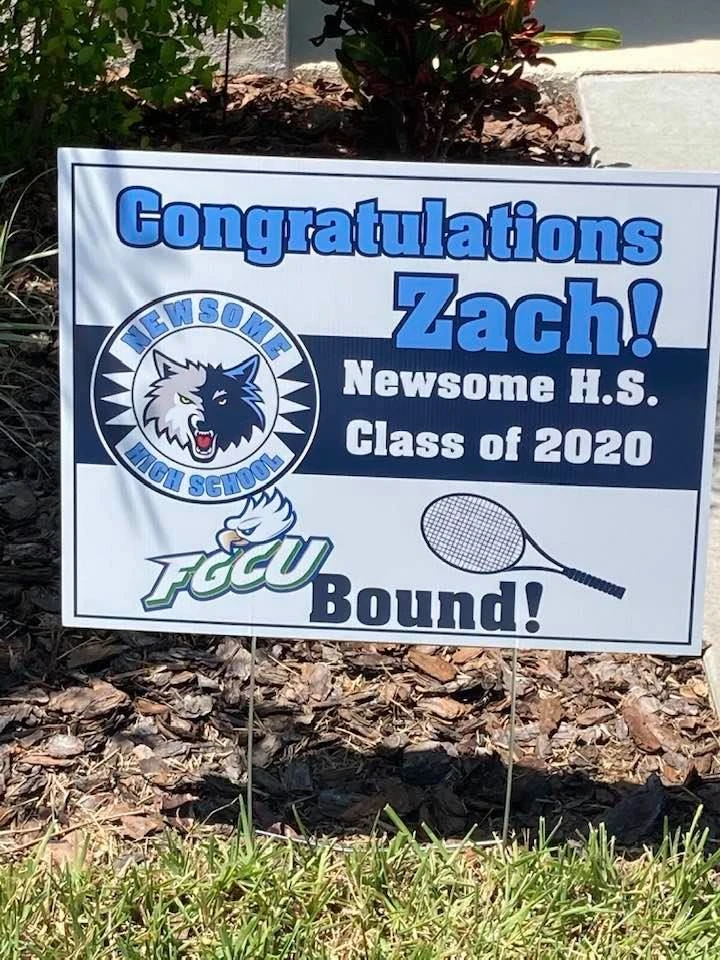 Congratulations
Zach!
NEWSOME
HIGH SCHOOL
Newsome H.S.
Class of 2020
FGCU
Bound!